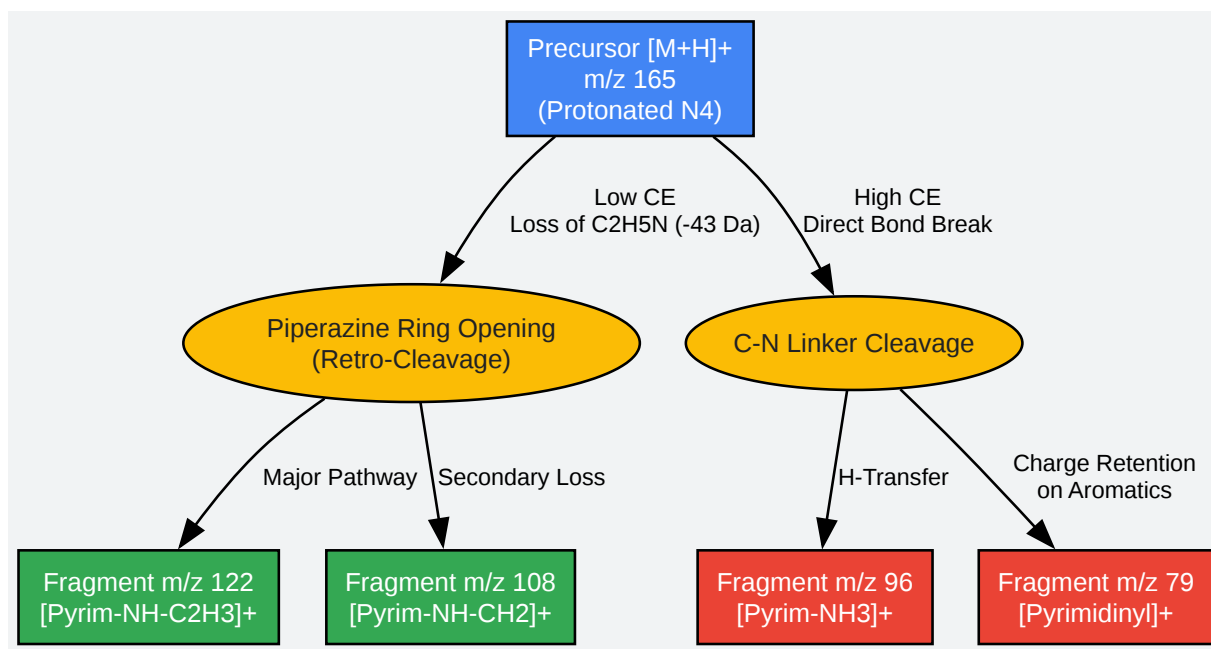 Precursor [M+H]+
m/z 165
(Protonated N4)
Low CE
Loss of C2H5N (-43 Da)
High CE
Direct Bond Break
Piperazine Ring Opening
(Retro-Cleavage)
C-N Linker Cleavage
Major Pathway
Secondary Loss
H-Transfer
Charge Retention
on Aromatics
Fragment m/z 122
[Pyrim-NH-C2H3]+
Fragment m/z 108
[Pyrim-NH-CH2]+
Fragment m/z 96
[Pyrim-NH3]+
Fragment m/z 79
[Pyrimidinyl]+